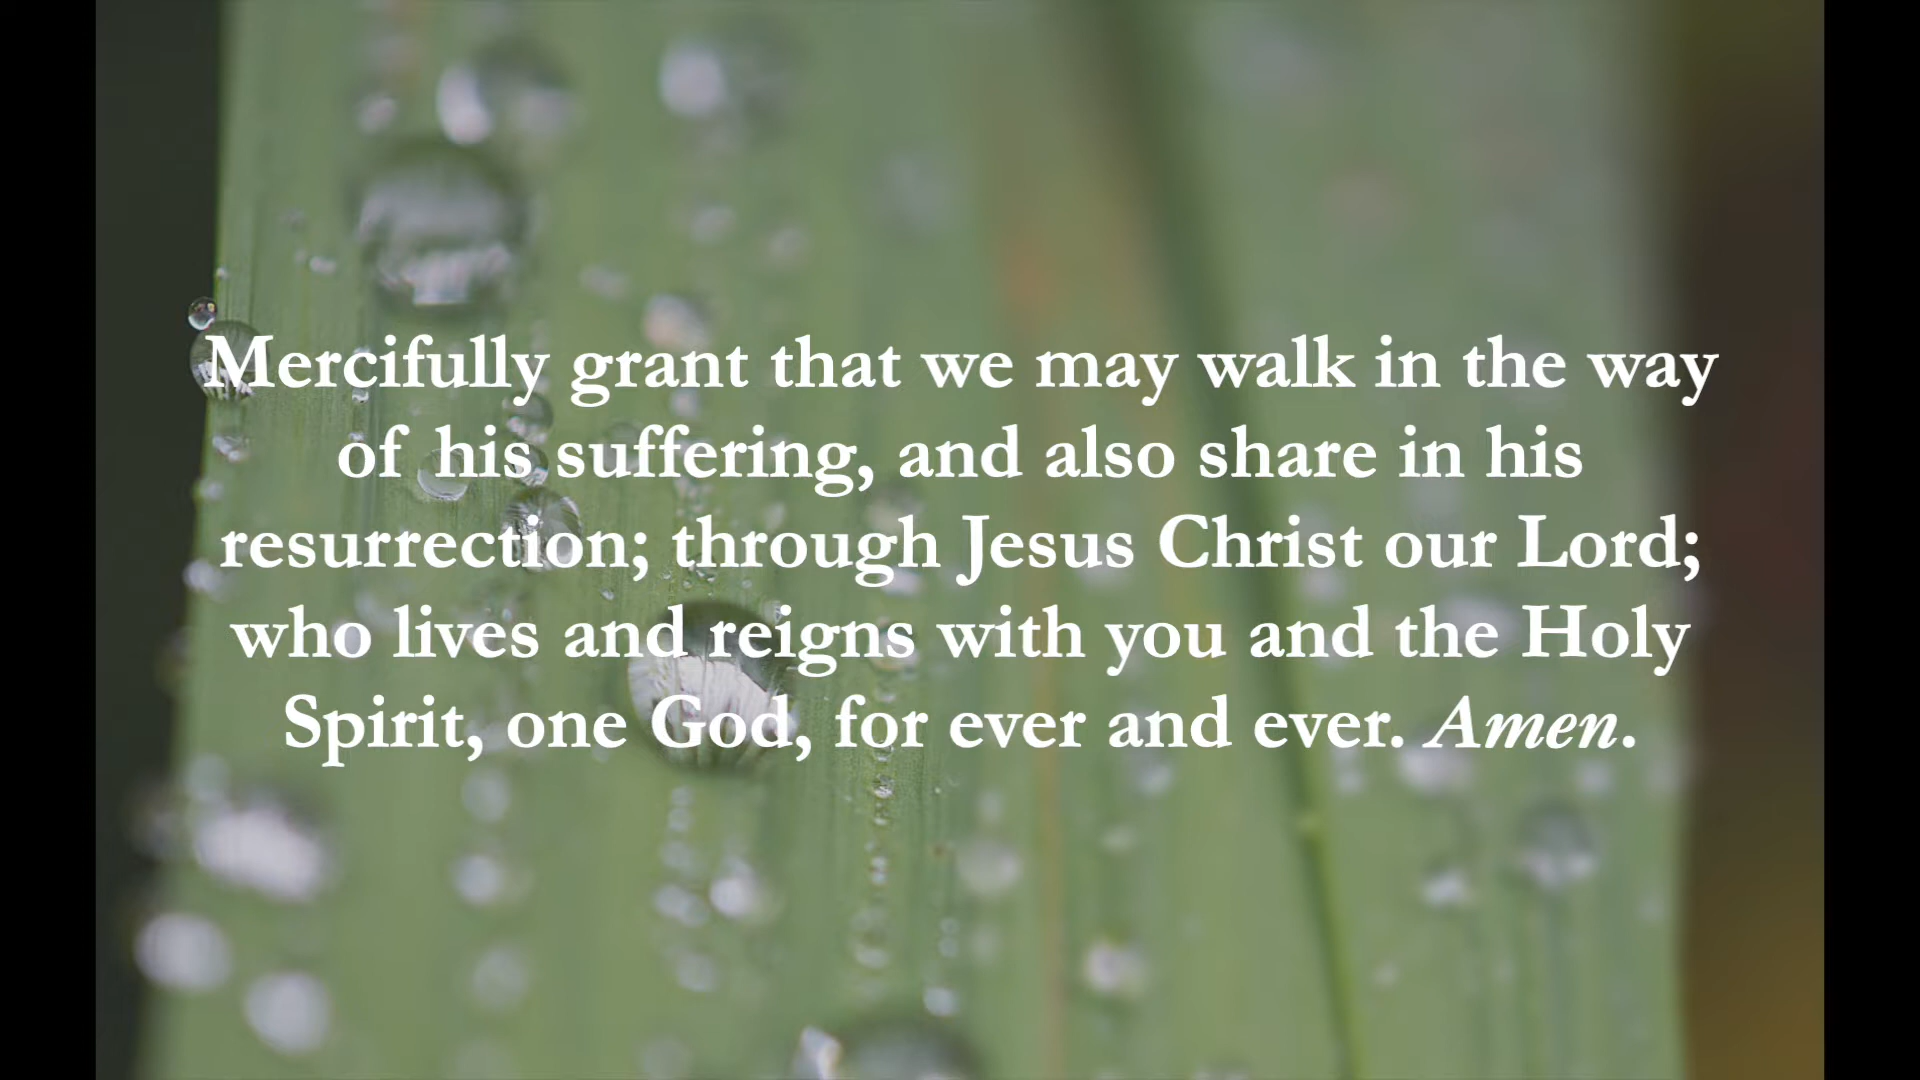 Mercifully grant that we may walk in the way
of his suffering, and also share in his
resurrection; through Jesus Christ our Lord;
who lives and reigns with you and the Holy
Spirit, one God, for ever and ever. Amen.